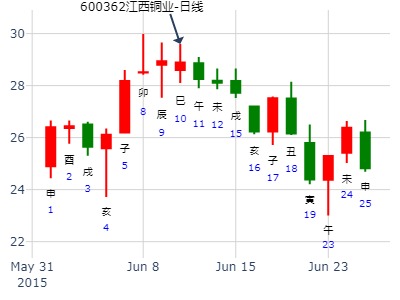 600362江西铜业-日线
30
28
26
24
22
申
1
酉
2
戌
3
亥
4
子
5
卯
8
辰
9
巳
10
午
11
未
12
戌
15
亥
16
子
17
丑
18
寅
19
午
23
未
24
申
25
May 31
2015
Jun 8
Jun 15
Jun 23